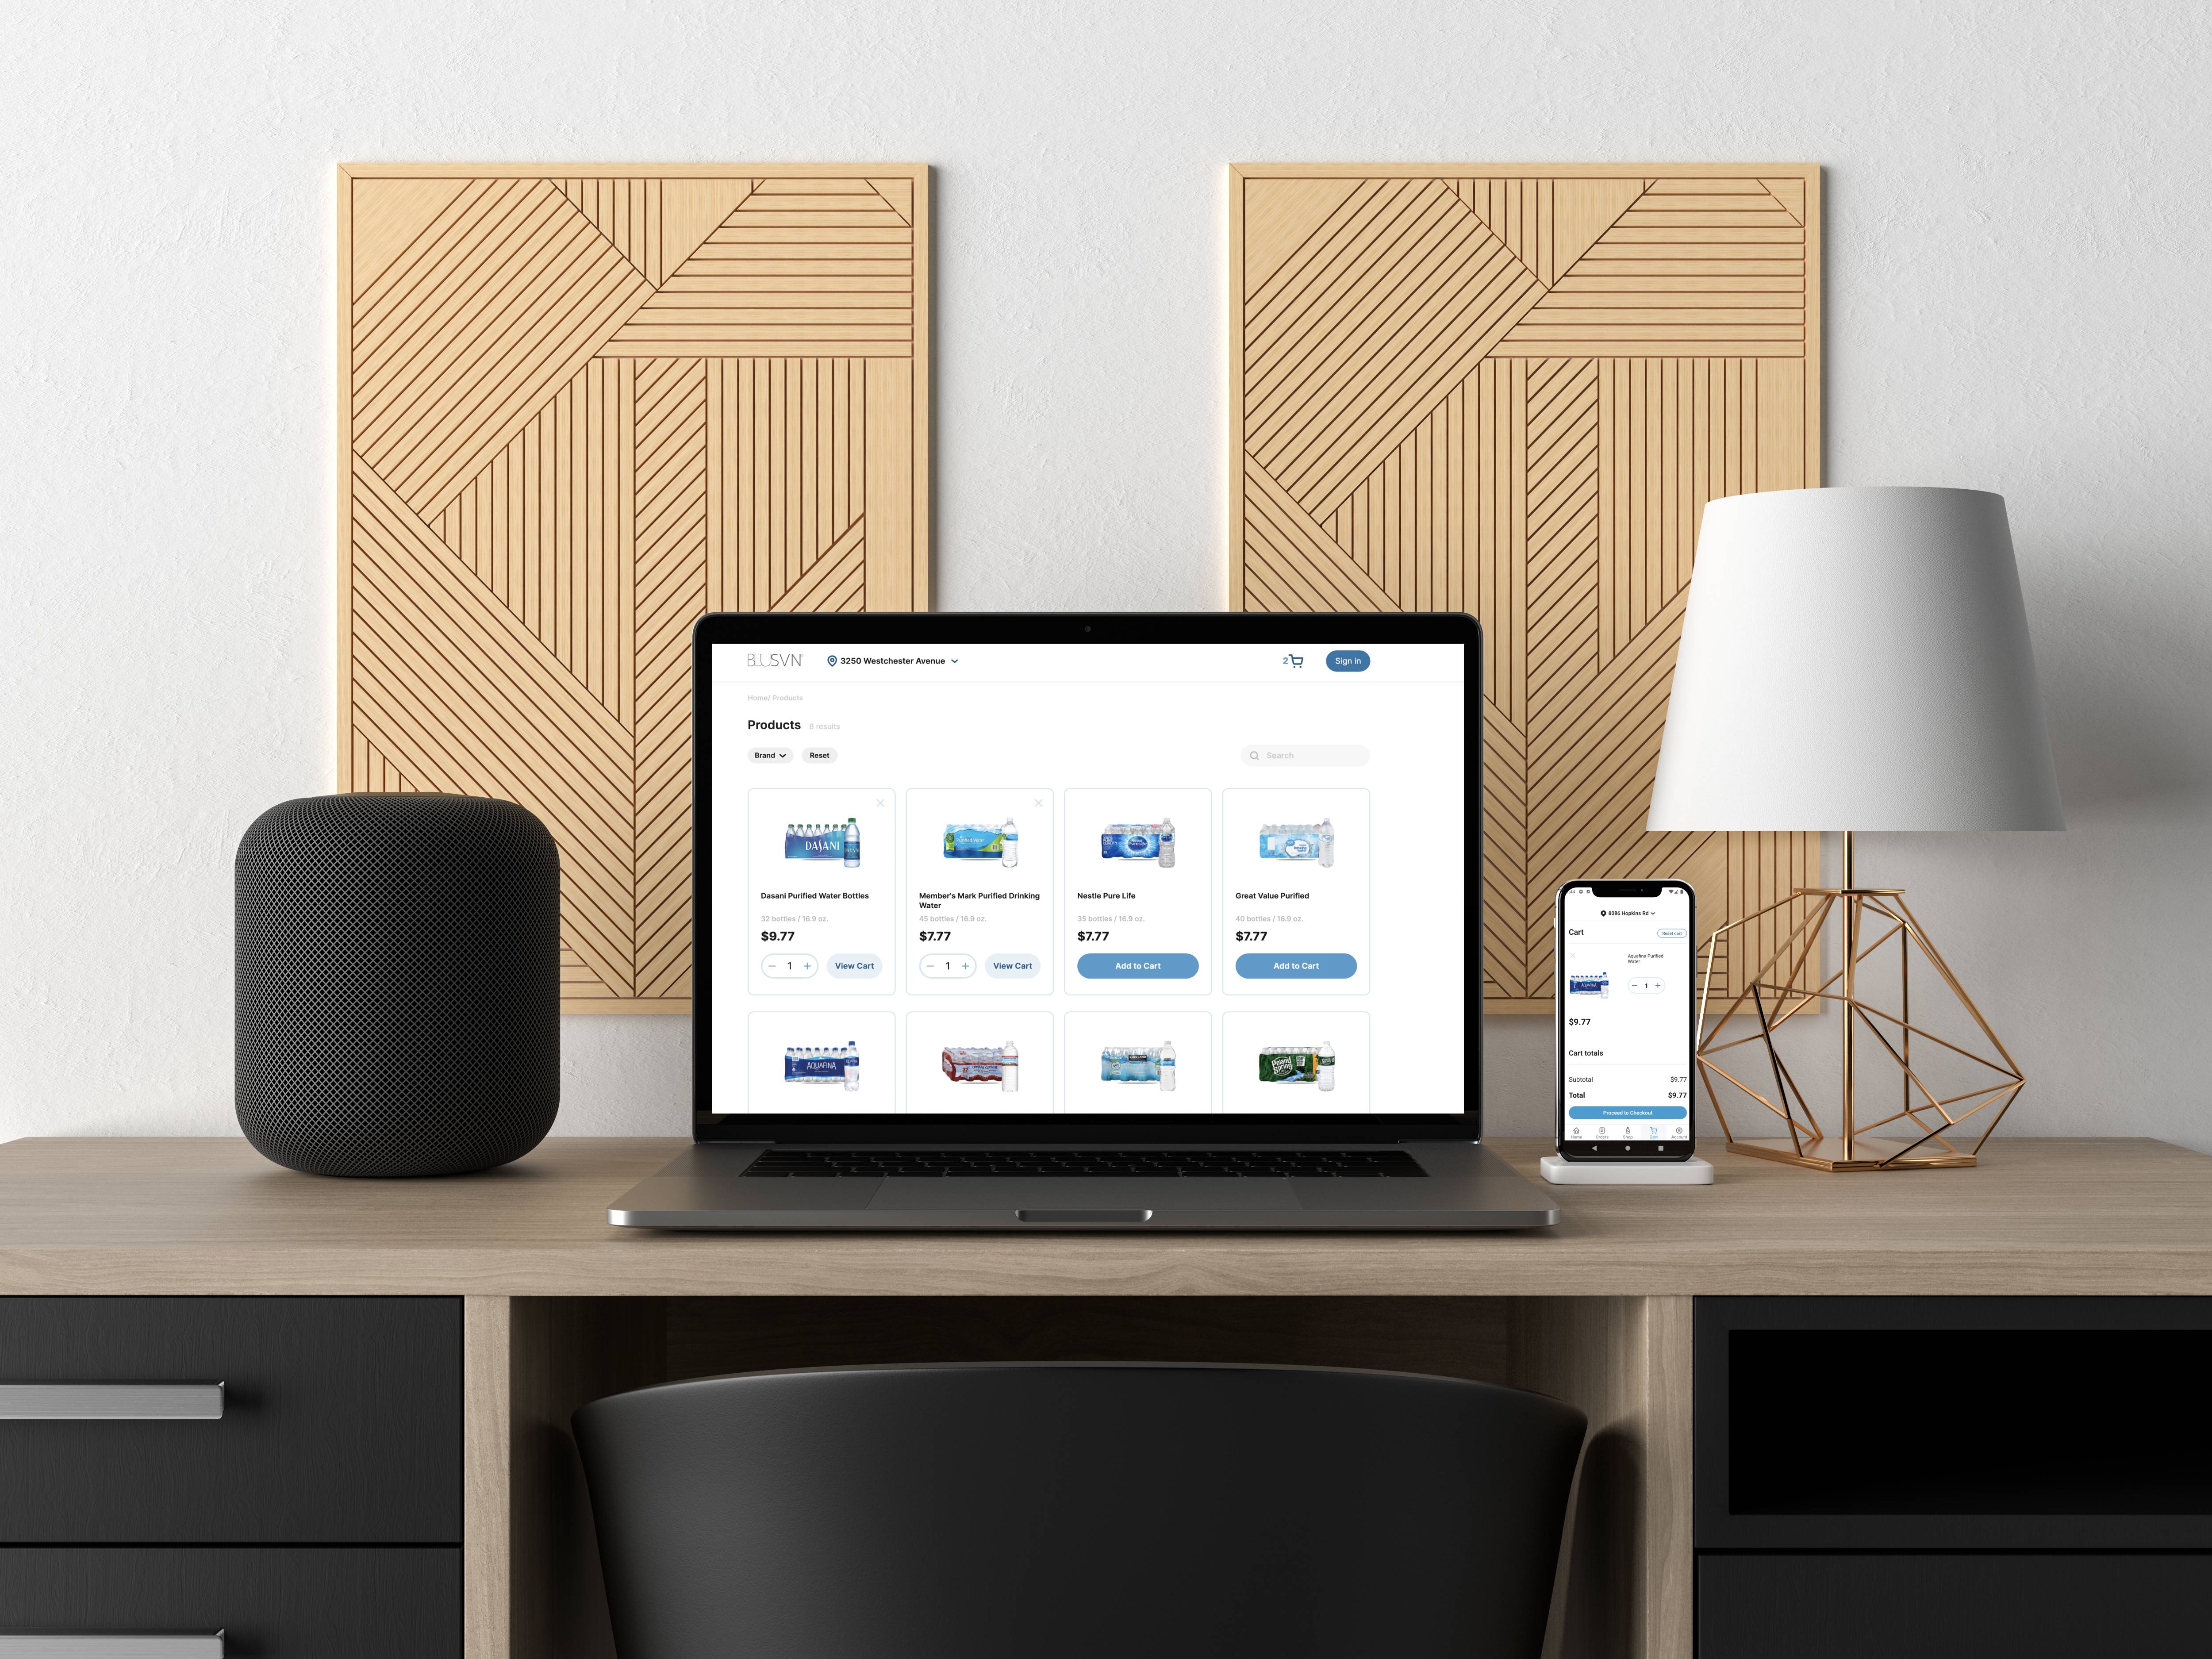 BLUSVN
3250 Westchester Avenue
2
Sign in
Home/ Products
Products
8 results
Brand
Reset
Search
DASANI
Dasani Purified Water Bottles
32 bottles / 16.9 oz.
$9.77
1
View Cart
Member's Mark Purified Drinking
Water
45 bottles / 16.9 oz.
$7.77
1
View Cart
Pure Life
Nestle Pure Life
35 bottles / 16.9 oz.
$7.77
Add to Cart
Great Value Purified
40 bottles / 16.9 oz.
$7.77
Add to Cart
AQUAFINA
Poland
Spring
8086 Hopkins Rd
Cart
Reset cart
Aquafina Purified
Water
AQUAFINA
1
$9.77
Cart totals
Subtotal
$9.77
Total
$9.77
Proceed to Checkout
Home
Orders
Shop
Cart
Account